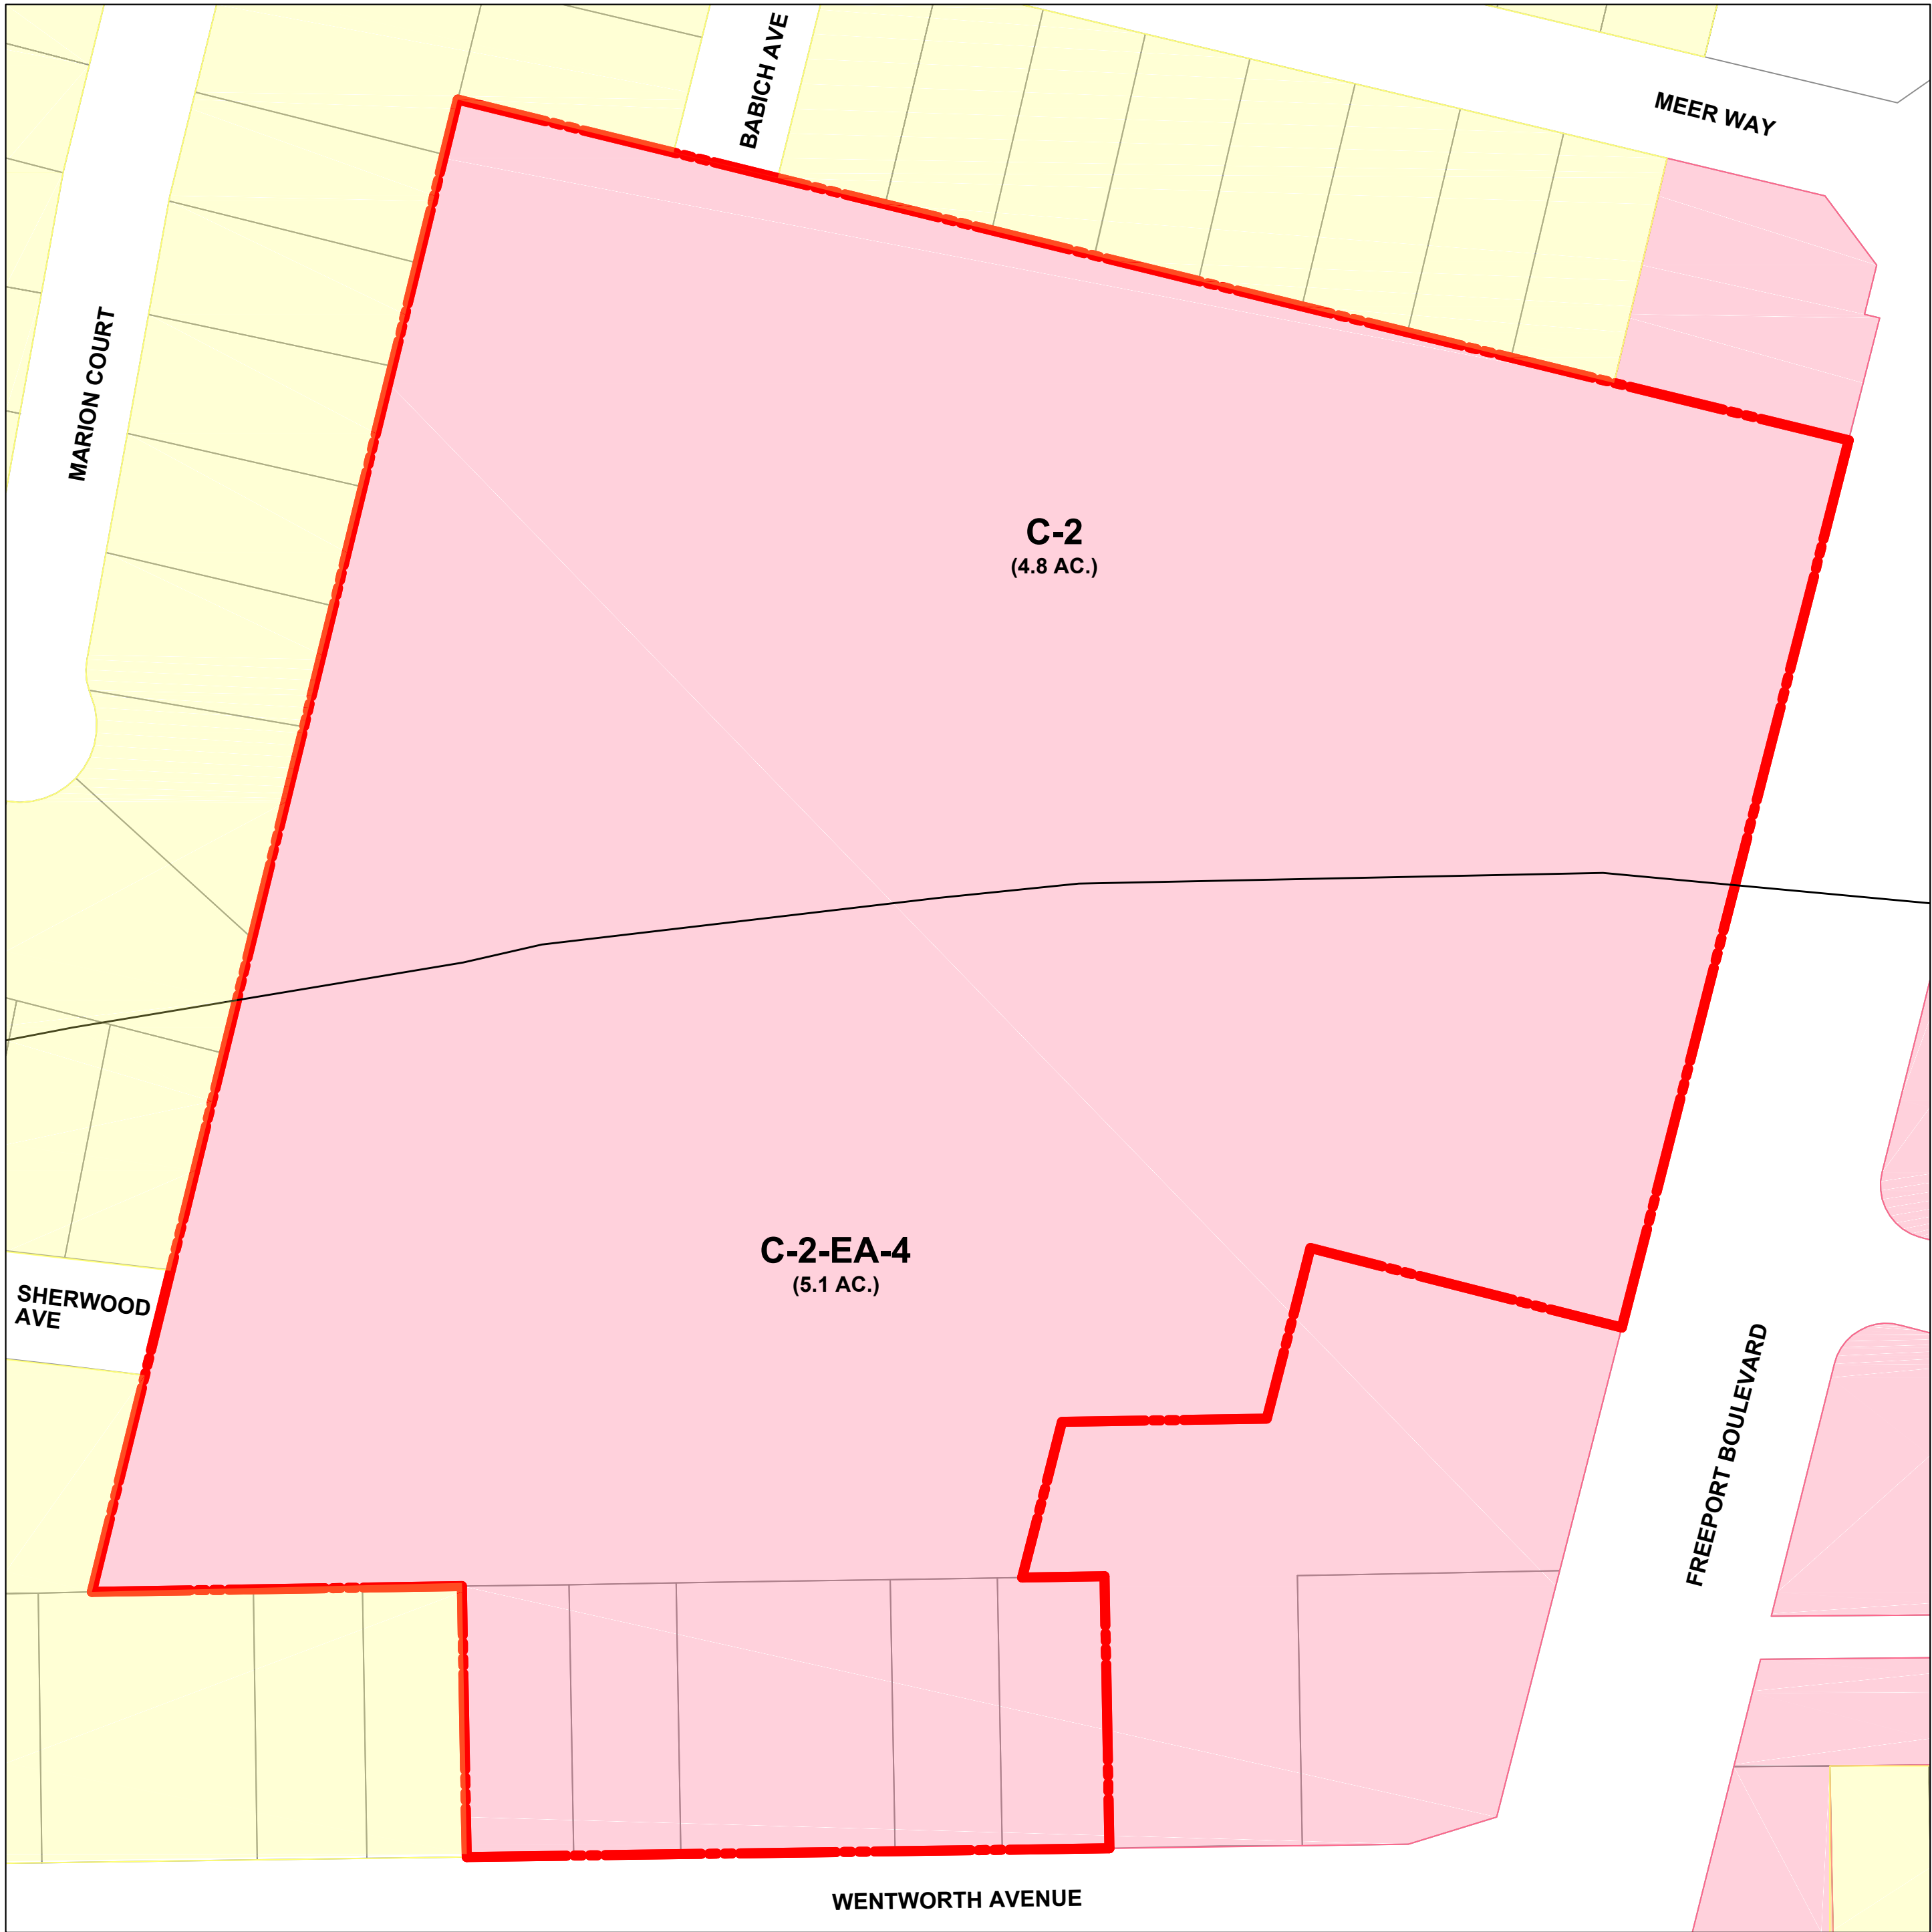 BABICH AVE
MEER WAY
MARION COURT
C-2
(4.8 AC.)
C-2-EA-4
(5.1 AC.)
SHERWOOD
AVE
FREEPORT BOULEVARD
WENTWORTH AVENUE